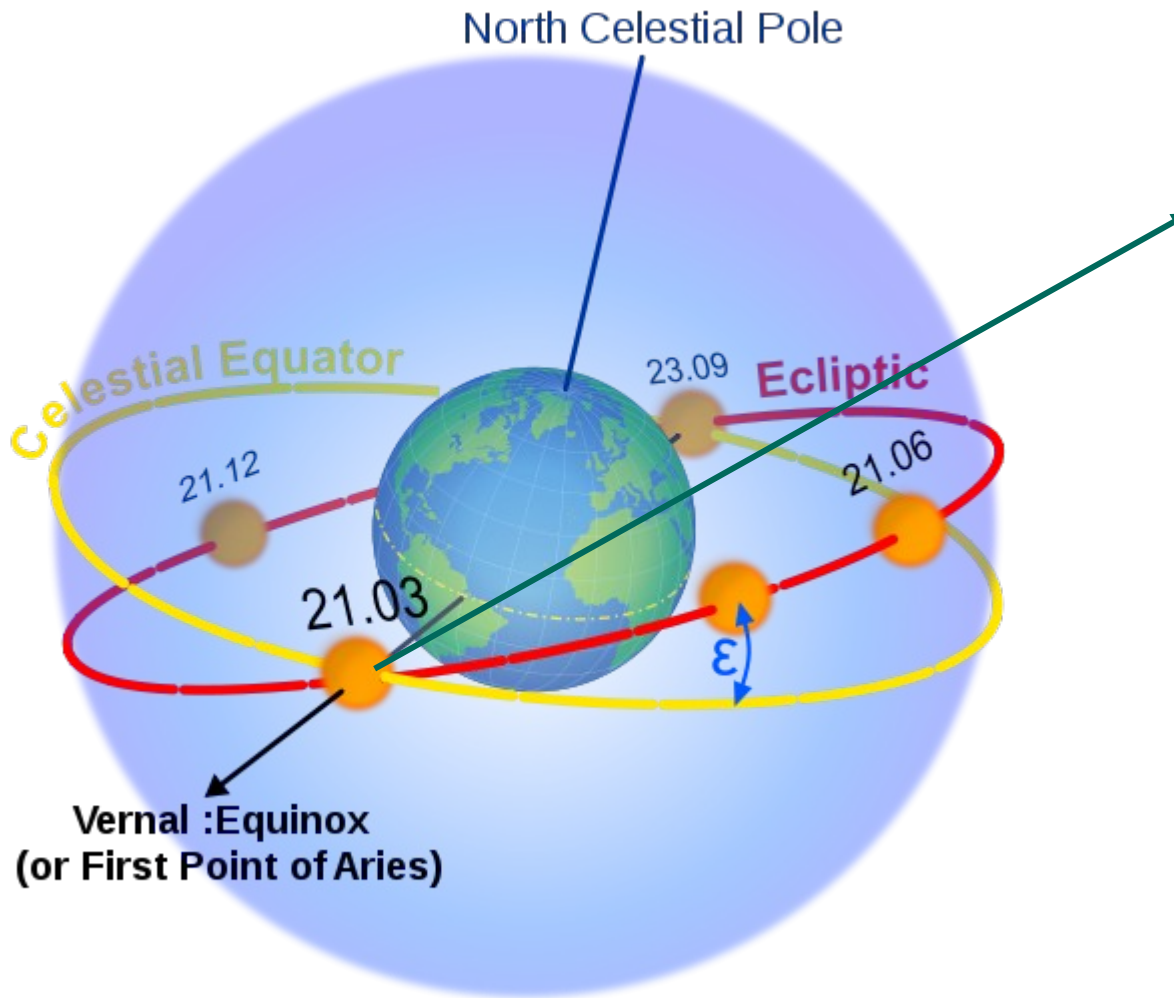 North Celestial Pole
Celestial Equator
23.09
Ecliptic
21.12
21.06
21.03
ε
Vernal :Equinox
(or First Point of Aries)